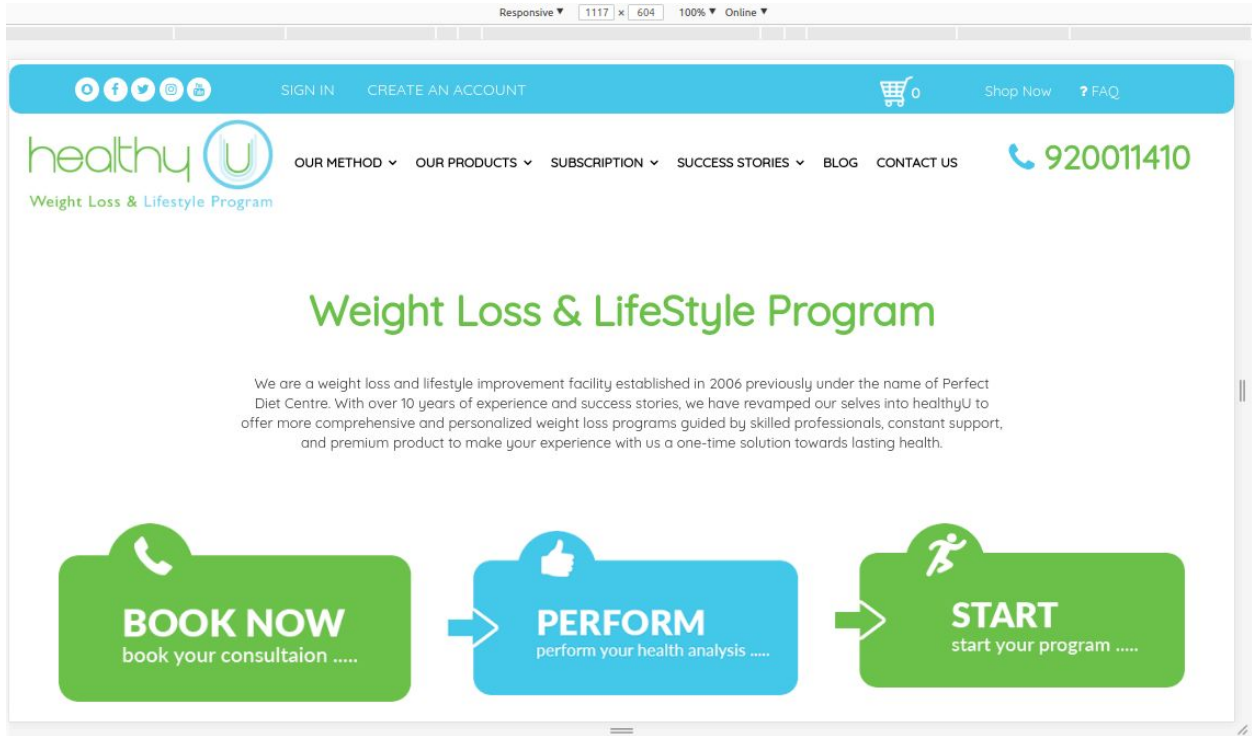 Responsive ▼ 1117 × 604 100% ▼ Online ▼
SIGN IN CREATE AN ACCOUNT 0 Shop Now ? FAQ
healthy U
Weight Loss & Lifestyle Program
OUR METHOD OUR PRODUCTS SUBSCRIPTION SUCCESS STORIES BLOG CONTACT US
920011410
Weight Loss & LifeStyle Program
We are a weight loss and lifestyle improvement facility established in 2006 previously under the name of Perfect
Diet Centre. With over 10 years of experience and success stories, we have revamped our selves into healthyU to
offer more comprehensive and personalized weight loss programs guided by skilled professionals, constant support,
and premium product to make your experience with us a one-time solution towards lasting health.
BOOK NOW
book your consultaion .....
PERFORM
perform your health analysis .....
START
start your program .....